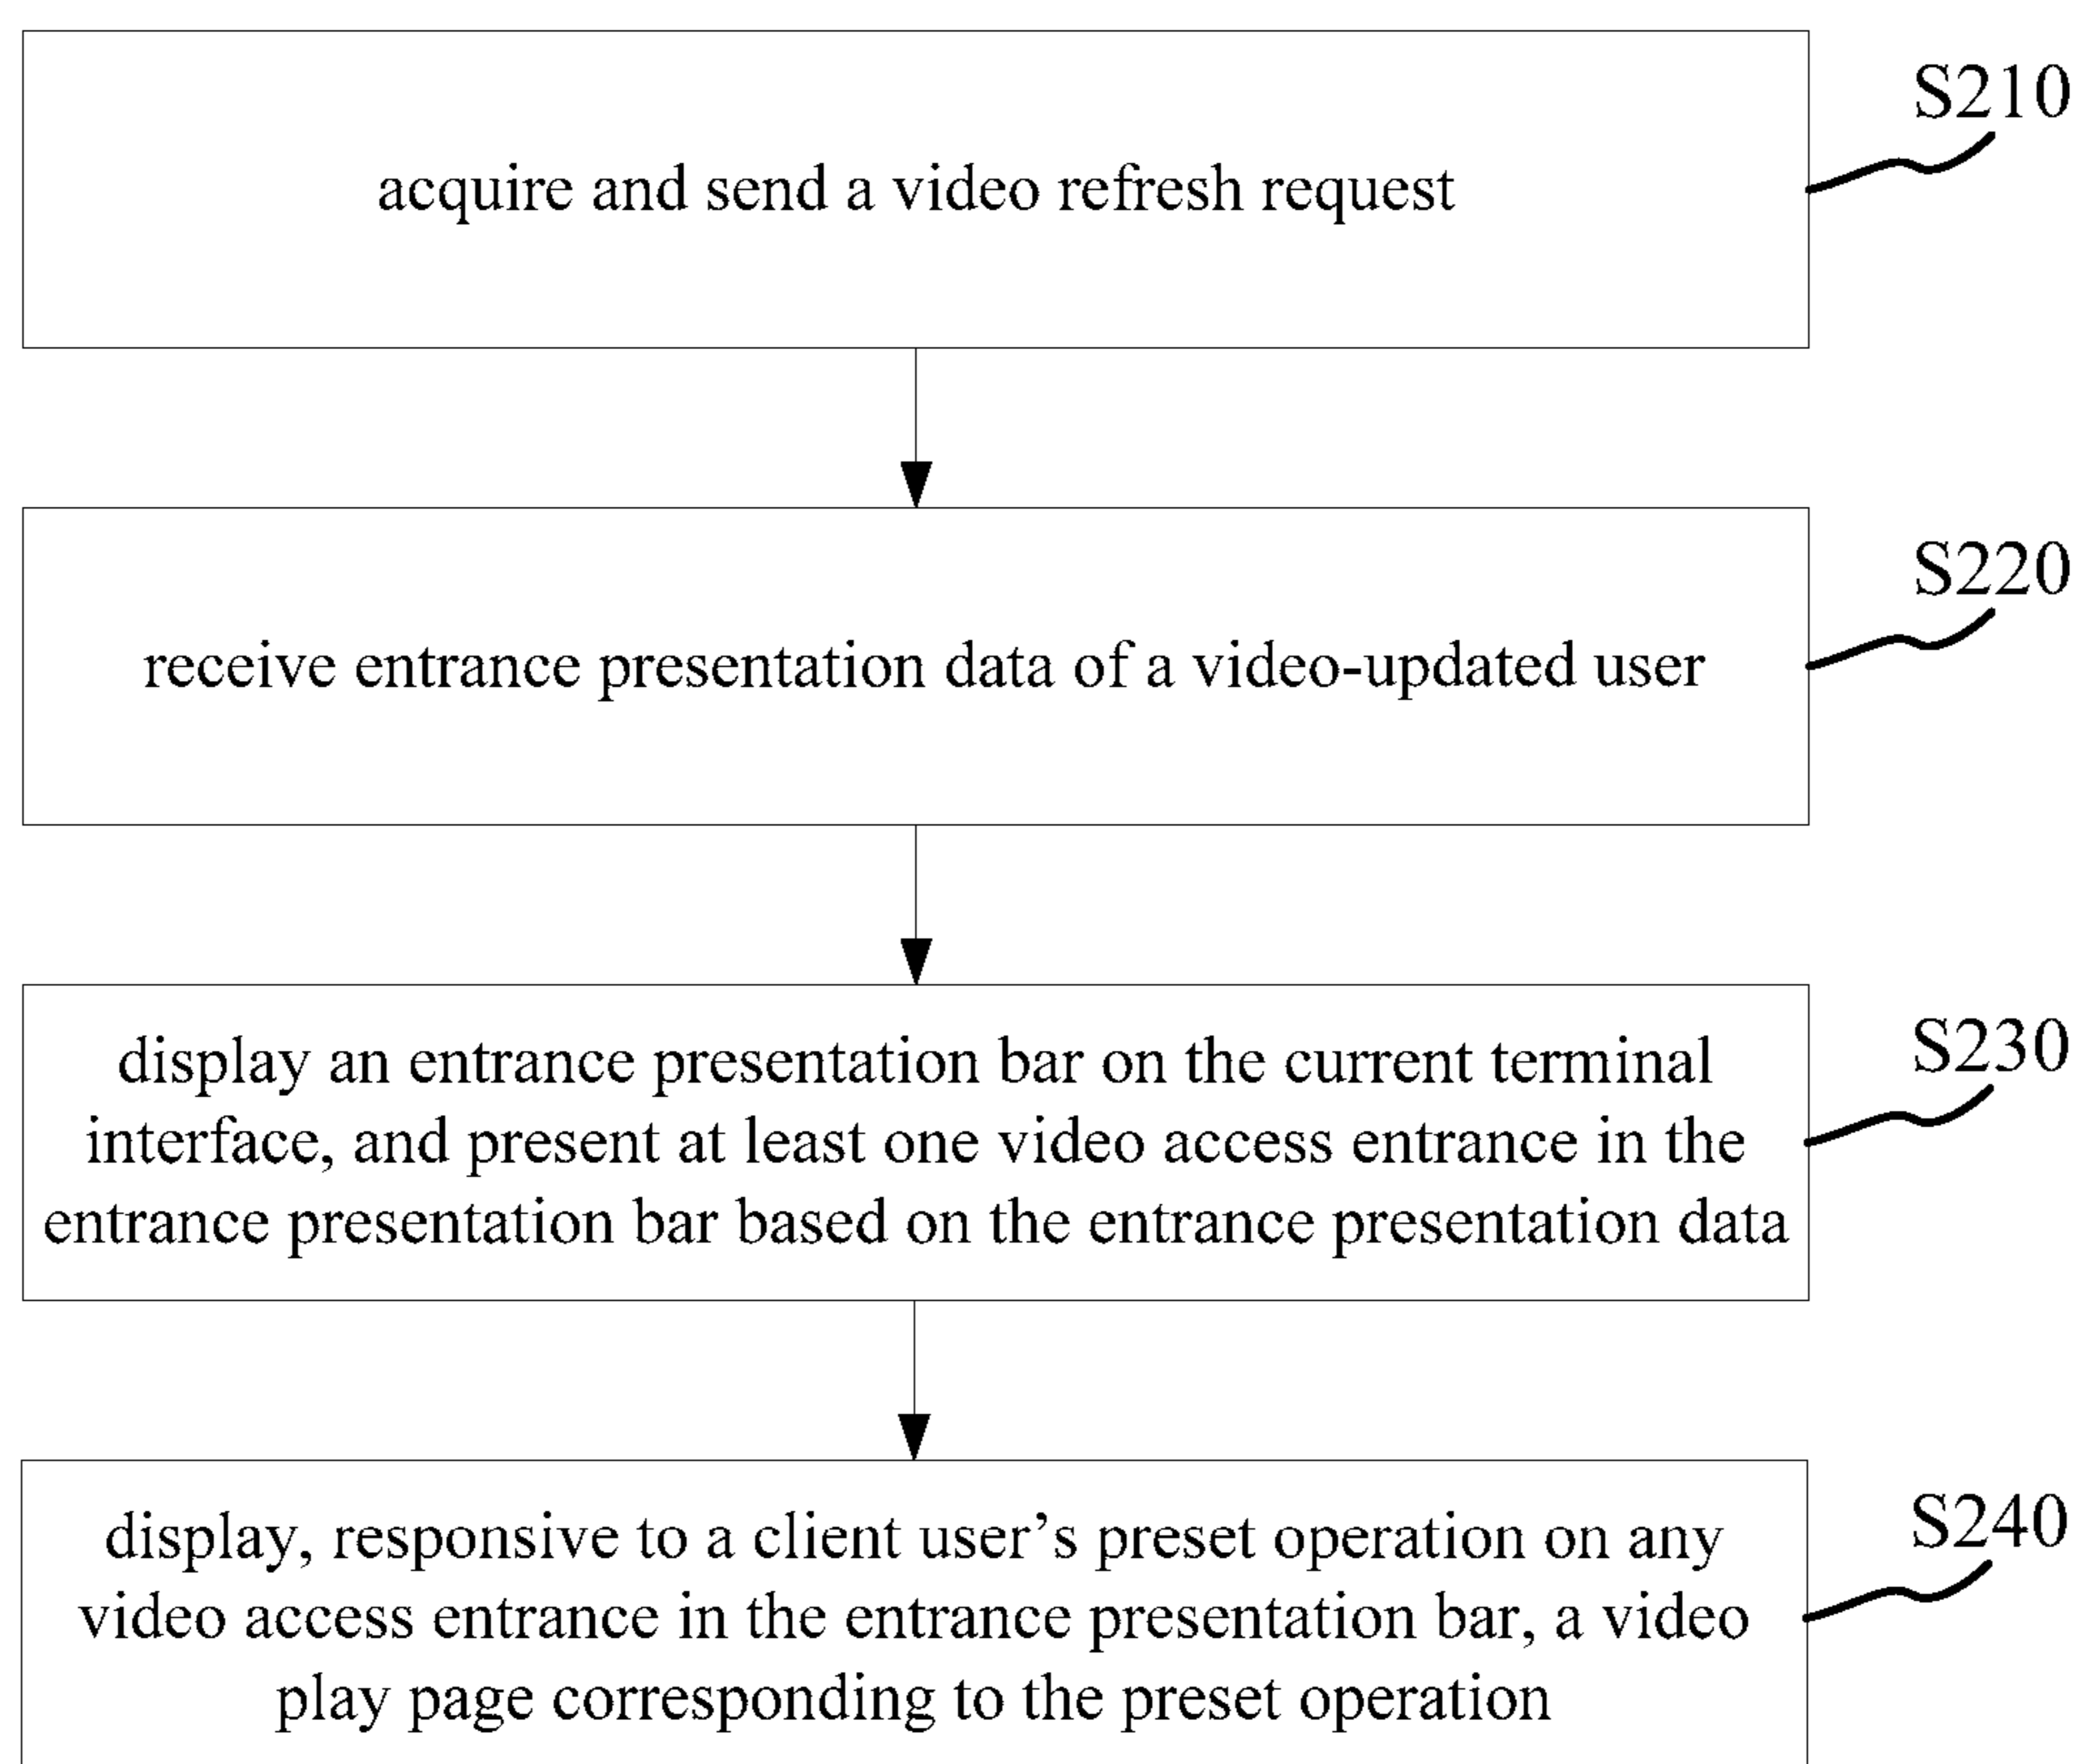 S210
acquire and send a video refresh request
S220
receive entrance presentation data of a video-updated user
S230
display an entrance presentation bar on the current terminal
interface, and present at least one video access entrance in the
entrance presentation bar based on the entrance presentation data
S240
display, responsive to a client user’s preset operation on any
video access entrance in the entrance presentation bar, a video
play page corresponding to the preset operation